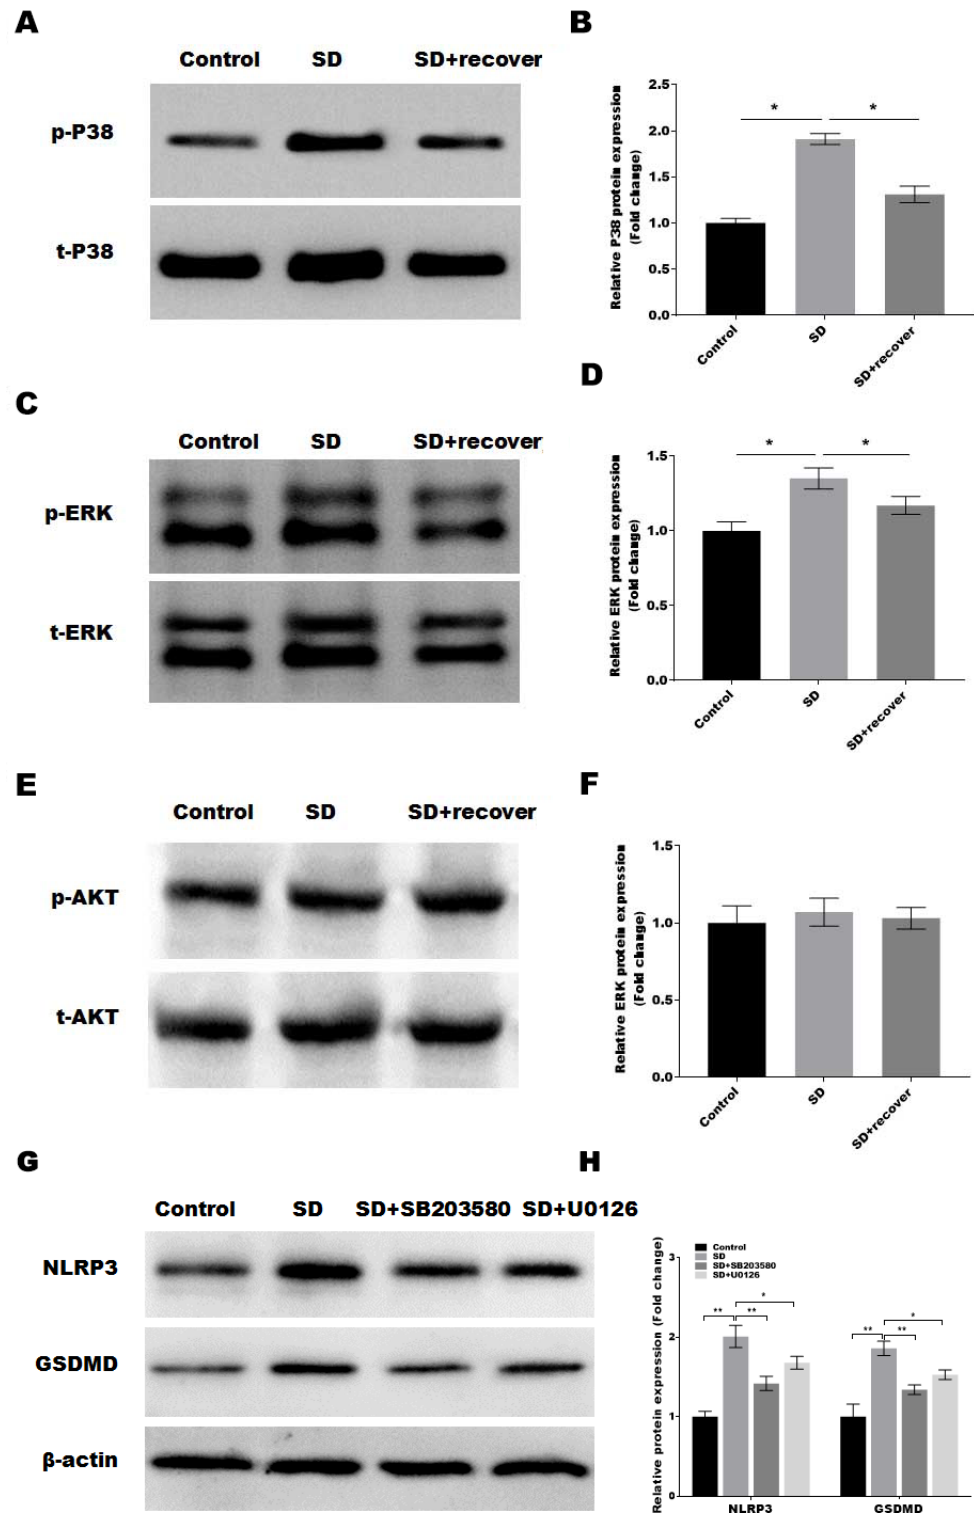 A
Control SD SD+recover
p-P38
t-P38
B
Relative P38 protein expression
(Fold change)
2.5
2.0
1.5
1.0
0.5
0.0
* *
Control SD SD+recover
C
Control SD SD+recover
p-ERK
t-ERK
D
Relative ERK protein expression
(Fold change)
1.5
1.0
0.5
0.0
* *
Control SD SD+recover
E
Control SD SD+recover
p-AKT
t-AKT
F
Relative ERK protein expression
(Fold change)
1.5
1.0
0.5
0.0
Control SD SD+recover
G
Control SD SD+SB203580 SD+U0126
NLRP3
GSDMD
β-actin
H
Relative protein expression (Fold change)
Control
SD
SD+SB203580
SD+U0126
3
2
1
0
*
** **
*
** **
NLRP3 GSDMD